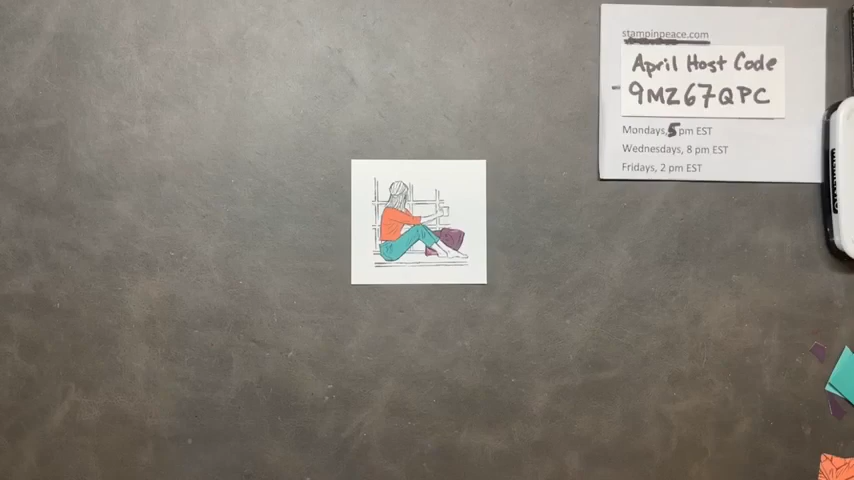 stampinpeace.com
April Host Code
9MZ67QPC
Mondays, 5 pm EST
Wednesdays, 8 pm EST
Fridays, 2 pm EST